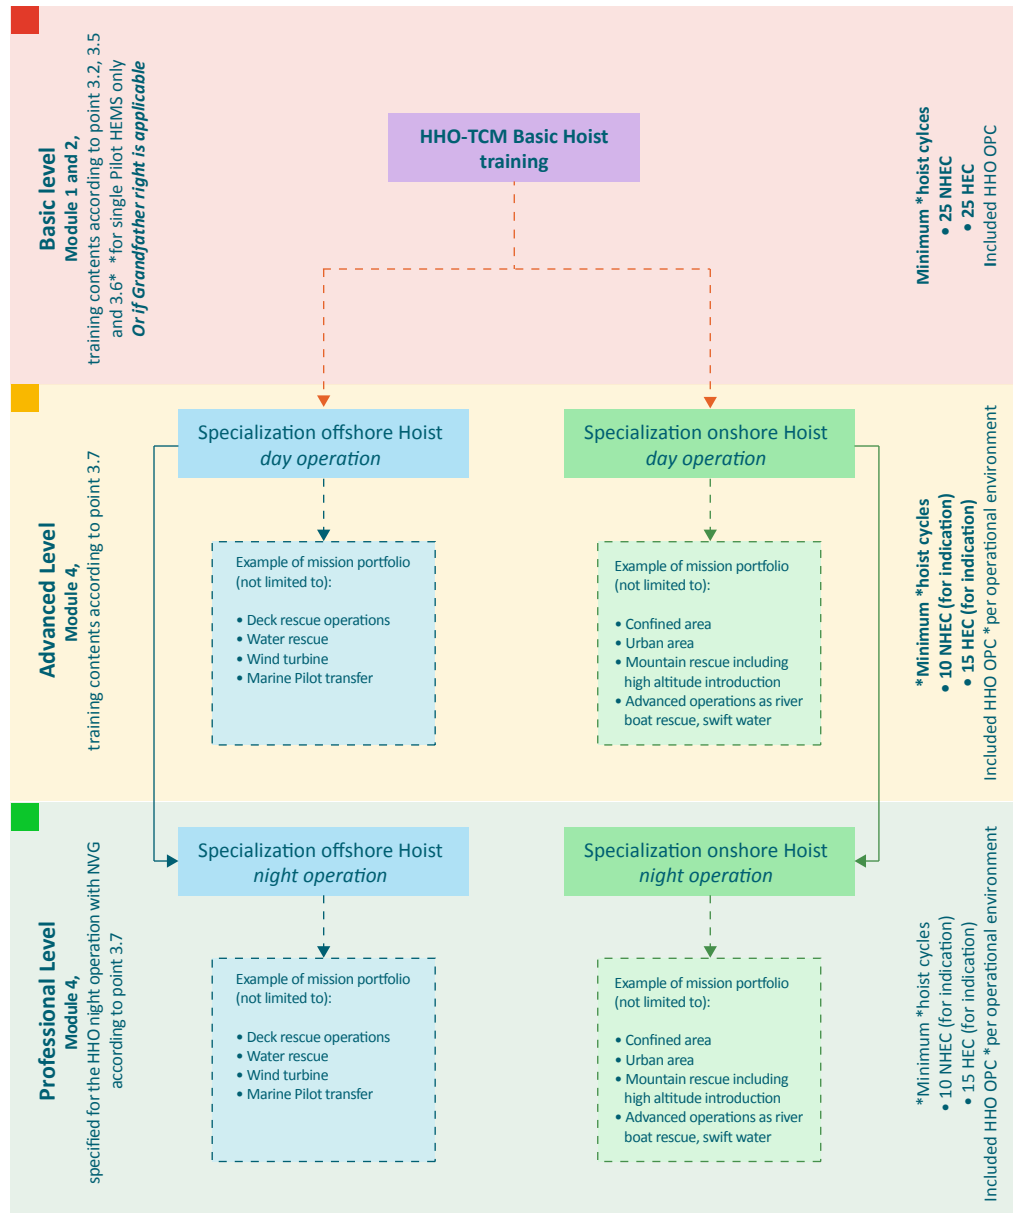 Basic level
Module 1 and 2,
training contents according to point 3.2, 3.5
and 3.6* *for single Pilot HEMS only
Or if Grandfather right is applicable
HHO-TCM Basic Hoist
training
Minimum *hoist cylces
• 25 NHEC
• 25 HEC
Included HHO OPC
Advanced Level
Module 4,
training contents according to point 3.7
Specialization offshore Hoist
day operation
Example of mission portfolio
(not limited to):
• Deck rescue operations
• Water rescue
• Wind turbine
• Marine Pilot transfer
Specialization onshore Hoist
day operation
Example of mission portfolio
(not limited to):
• Confined area
• Urban area
• Mountain rescue including
high altitude introduction
• Advanced operations as river
boat rescue, swift water
*Minimum *hoist cycles
• 10 NHEC (for indication)
• 15 HEC (for indication)
Included HHO OPC *per operational environment
Professional Level
Module 4,
specified for the HHO night operation with NVG
according to point 3.7
Specialization offshore Hoist
night operation
Example of mission portfolio
(not limited to):
• Deck rescue operations
• Water rescue
• Wind turbine
• Marine Pilot transfer
Specialization onshore Hoist
night operation
Example of mission portfolio
(not limited to):
• Confined area
• Urban area
• Mountain rescue including
high altitude introduction
• Advanced operations as river
boat rescue, swift water
*Minimum *hoist cycles
• 10 NHEC (for indication)
• 15 HEC (for indication)
Included HHO OPC *per operational environment